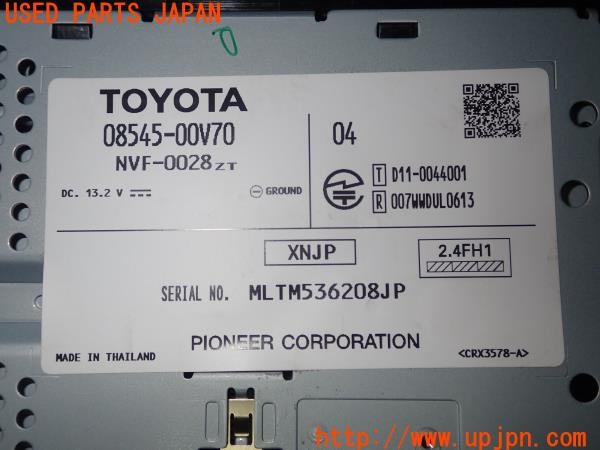 USED PARTS JAPAN
TOYOTA
08545-00V70
NVF-0028ZT
DC. 13.2 V
GROUND
04
T D11-0044001
R 007WWDUL0613
XNJP
2.4FH1
SERIAL NO. MLTM536208JP
PIONEER CORPORATION
MADE IN THAILAND
<CRX3578-A>
http://www.upjpn.com/